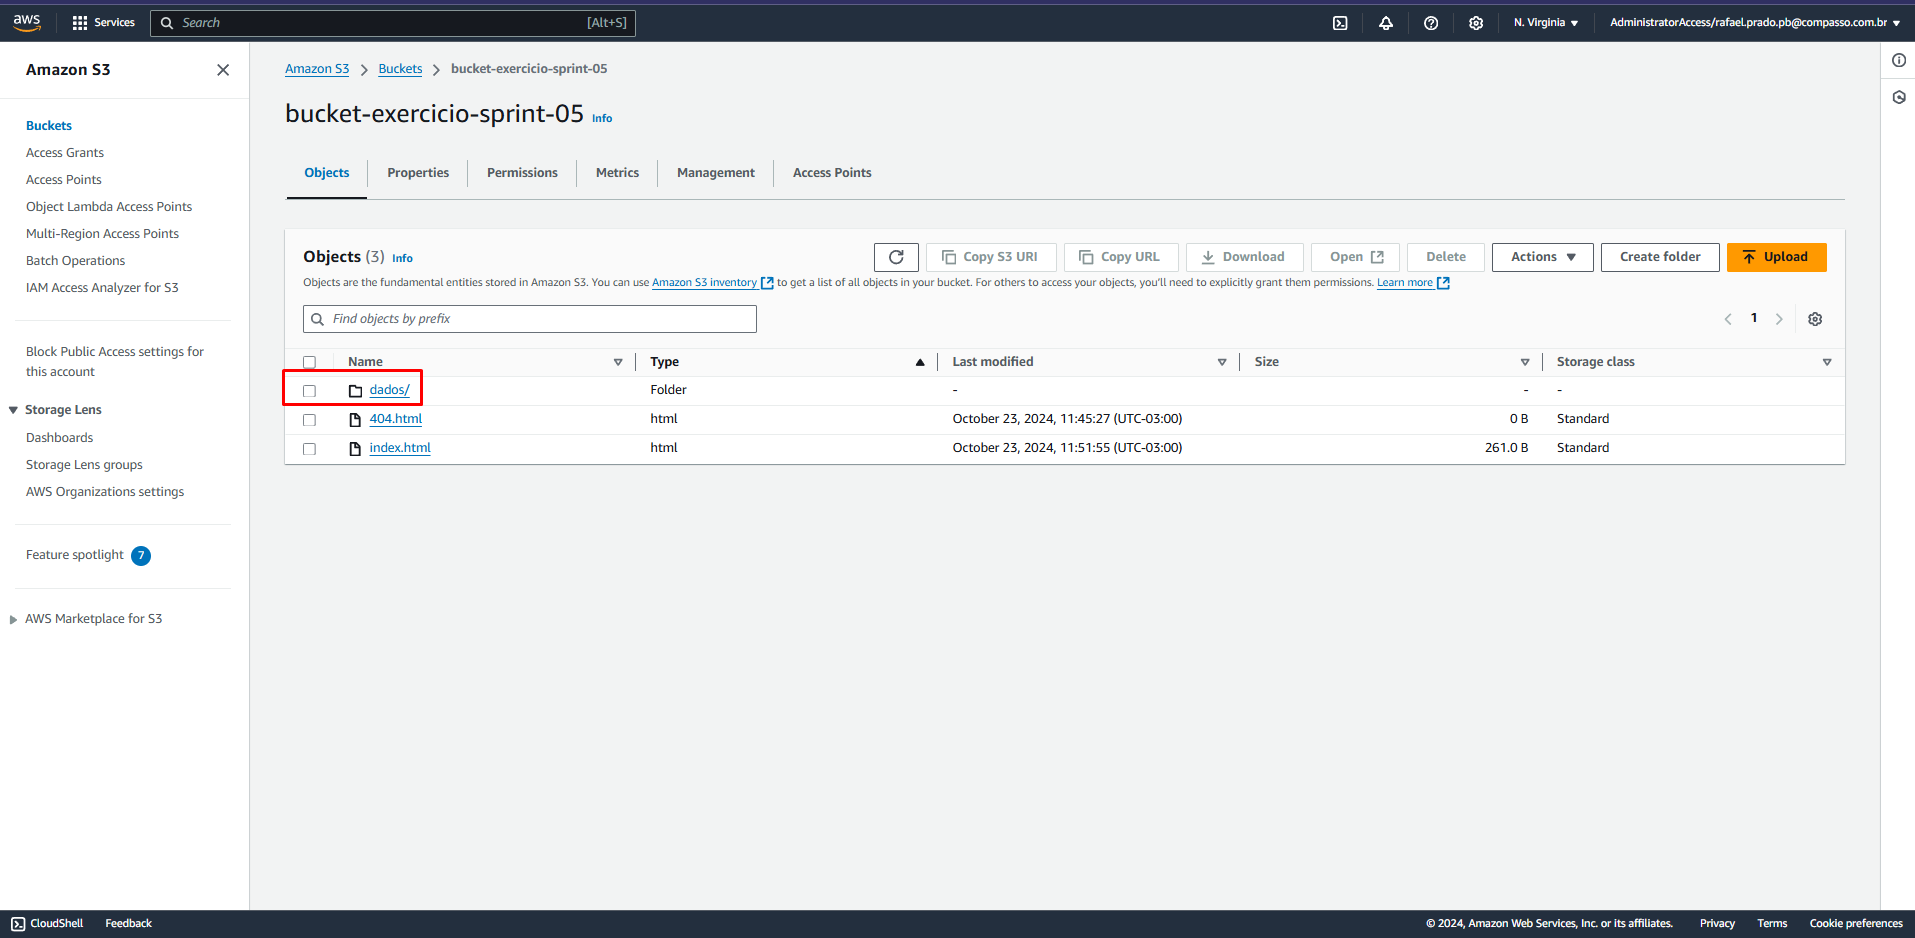 aws Services Search [Alt+S] N. Virginia AdministratorAccess/rafael.prado.pb@compasso.com.br
Amazon S3
Buckets
Access Grants
Access Points
Object Lambda Access Points
Multi-Region Access Points
Batch Operations
IAM Access Analyzer for S3
Block Public Access settings for
this account
Storage Lens
Dashboards
Storage Lens groups
AWS Organizations settings
Feature spotlight 7
AWS Marketplace for S3
Amazon S3 Buckets bucket-exercicio-sprint-05
bucket-exercicio-sprint-05 Info
Objects Properties Permissions Metrics Management Access Points
Objects (3) Info Copy S3 URI Copy URL Download Open Delete Actions Create folder Upload
Objects are the fundamental entities stored in Amazon S3. You can use Amazon S3 inventory to get a list of all objects in your bucket. For others to access your objects, you'll need to explicitly grant them permissions. Learn more
Find objects by prefix 1
Name Type Last modified Size Storage class
dados/ Folder - - -
404.html html October 23, 2024, 11:45:27 (UTC-03:00) 0 B Standard
index.html html October 23, 2024, 11:51:55 (UTC-03:00) 261.0 B Standard
CloudShell Feedback © 2024, Amazon Web Services, Inc. or its affiliates. Privacy Terms Cookie preferences